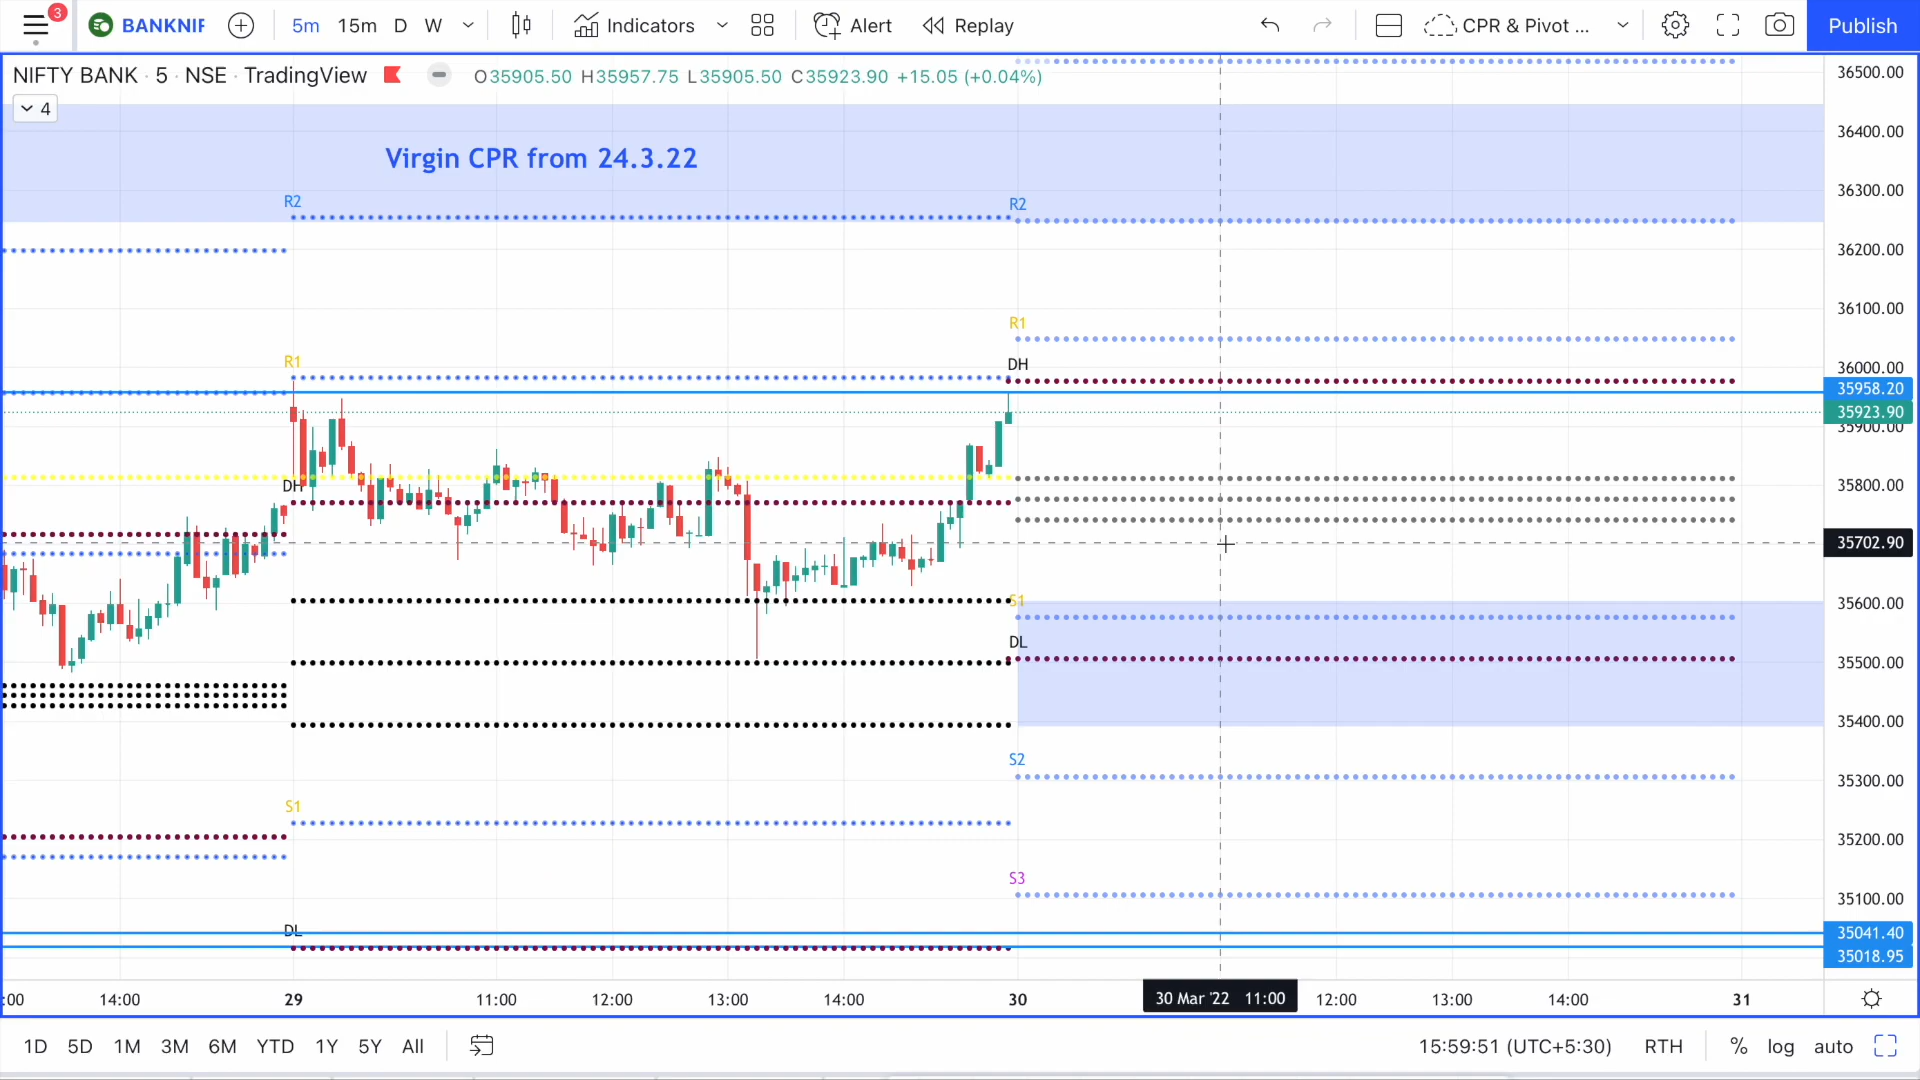 3
BANKNIF
5m 15m D W
Indicators
Alert
Replay
CPR & Pivot ...
Publish
NIFTY BANK · 5 · NSE · TradingView
O35905.50 H35957.75 L35905.50 C35923.90 +15.05 (+0.04%)
4
36500.00
36400.00
Virgin CPR from 24.3.22
36300.00
R2
R2
36200.00
36100.00
R1
R1
DH
36000.00
35958.20
35923.90
35900.00
DH
35800.00
35702.90
S1
35600.00
DL
35500.00
35400.00
S2
35300.00
S1
35200.00
S3
35100.00
DL
35041.40
35018.95
:00 14:00 29 11:00 12:00 13:00 14:00 30 30 Mar '22 11:00 12:00 13:00 14:00 31
1D 5D 1M 3M 6M YTD 1Y 5Y All
15:59:51 (UTC+5:30) RTH % log auto